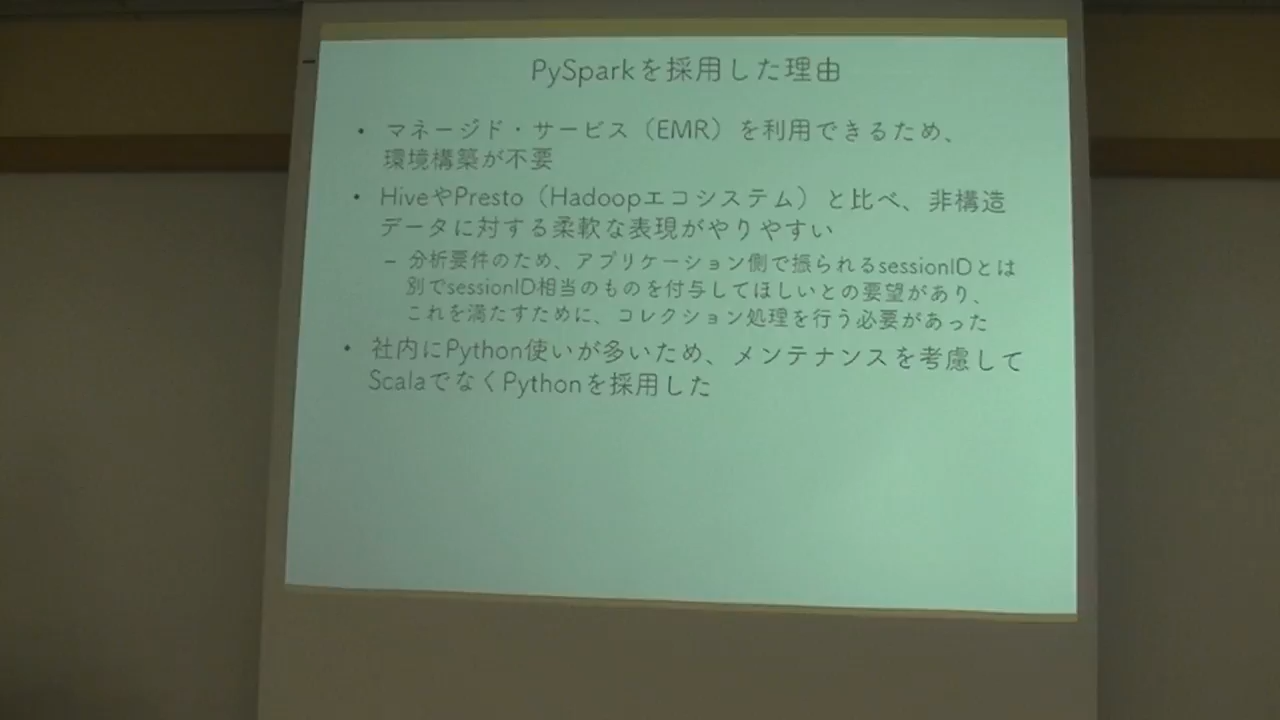 PySparkを採用した理由
• マネージド・サービス（EMR）を利用できるため、
環境構築が不要
• HiveやPresto（Hadoopエコシステム）と比べ、非構造
データに対する柔軟な表現がやりやすい
– 分析要件のため、アプリケーション側で振られるsessionIDとは
別でsessionID相当のものを付与してほしいとの要望があり、
これを満たすために、コレクション処理を行う必要があった
• 社内にPython使いが多いため、メンテナンスを考慮して
ScalaでなくPythonを採用した